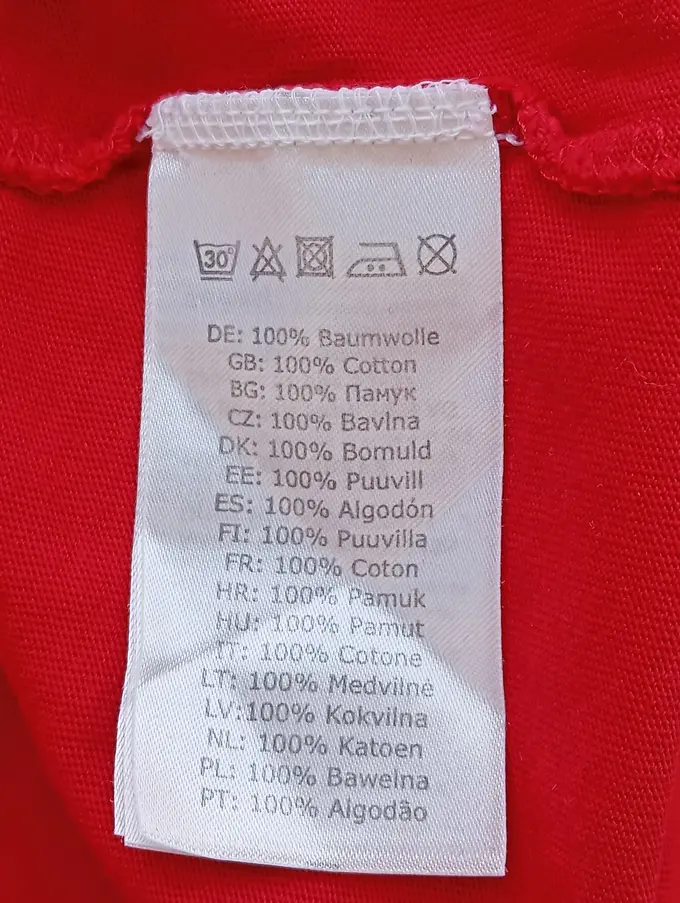 30°
DE: 100% Baumwolle
GB: 100% Cotton
BG: 100% Памук
CZ: 100% Bavlna
DK: 100% Bomuld
EE: 100% Puuvill
ES: 100% Algodón
FI: 100% Puuvilla
FR: 100% Coton
HR: 100% Pamuk
HU: 100% Pamut
IT: 100% Cotone
LT: 100% Medvilnė
LV:100% Kokvilna
NL: 100% Katoen
PL: 100% Bawełna
PT: 100% Algodão